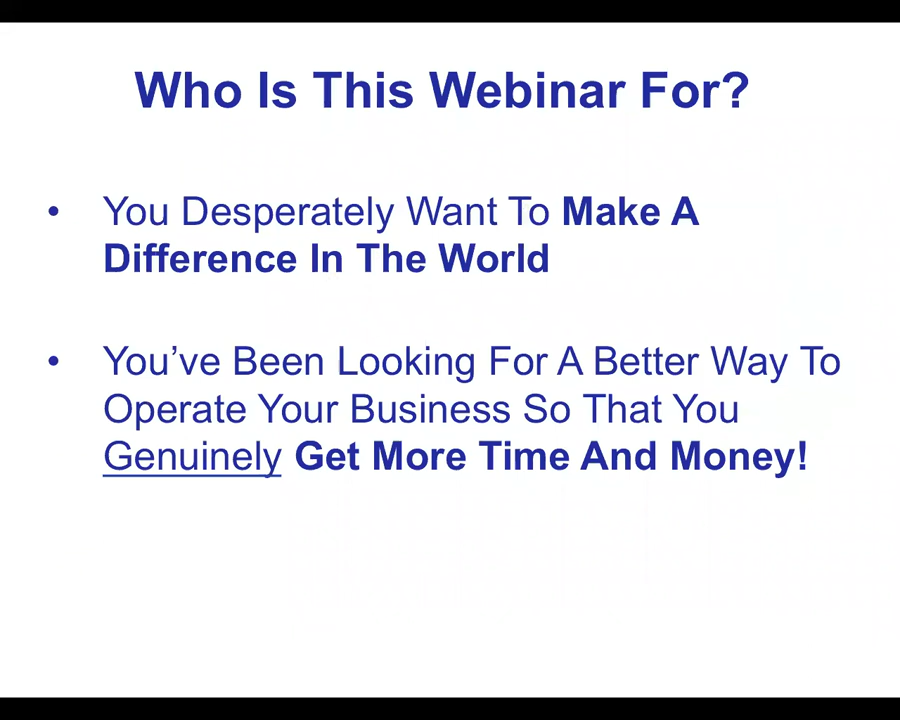 Who Is This Webinar For?
• You Desperately Want To Make A
Difference In The World
• You’ve Been Looking For A Better Way To
Operate Your Business So That You
Genuinely Get More Time And Money!